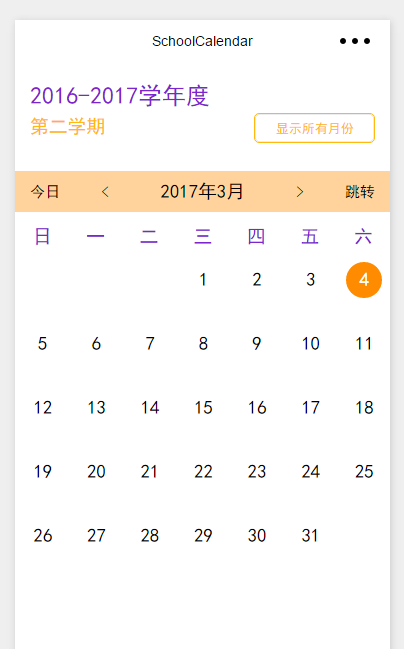 SchoolCalendar
2016-2017学年度
第二学期
显示所有月份
今日 < 2017年3月 > 跳转
日 一 二 三 四 五 六
1 2 3 4
5 6 7 8 9 10 11
12 13 14 15 16 17 18
19 20 21 22 23 24 25
26 27 28 29 30 31